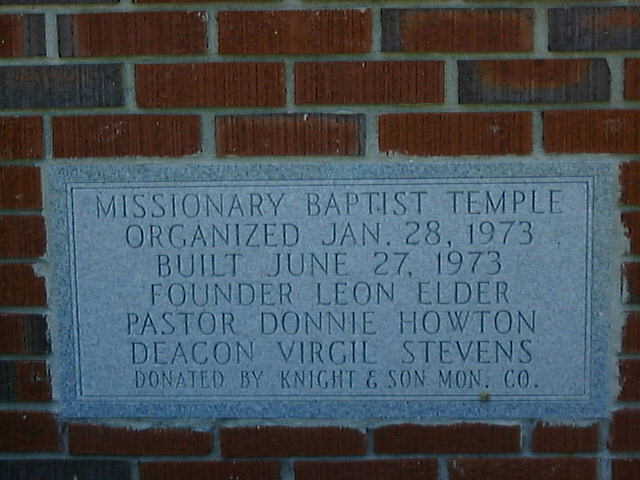 MISSIONARY BAPTIST TEMPLE
ORGANIZED JAN. 28, 1973
BUILT JUNE 27, 1973
FOUNDER LEON ELDER
PASTOR DONNIE HOWTON
DEACON VIRGIL STEVENS
DONATED BY KNIGHT & SON MON. CO.